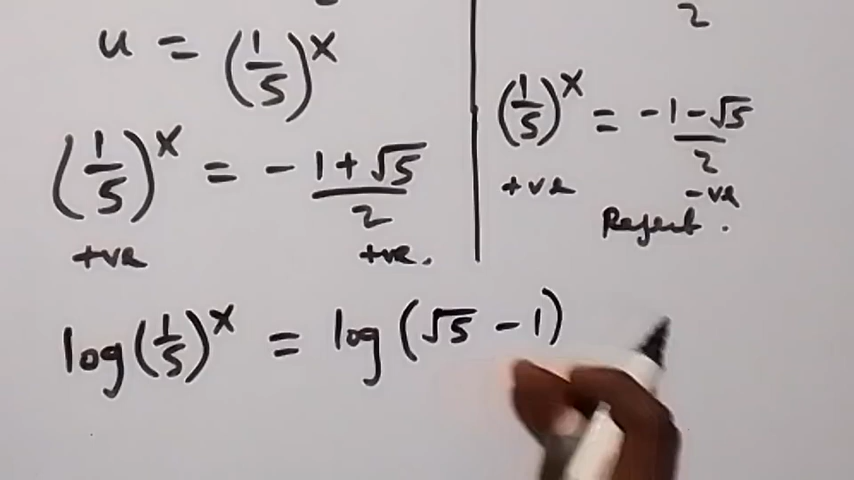 u = (1/5)^x
(1/5)^x = -1+√5/2
+ve +ve.
2
(1/5)^x = -1-√5/2
+ve -ve
Reject.
log(1/5)^x = log(√5 - 1)